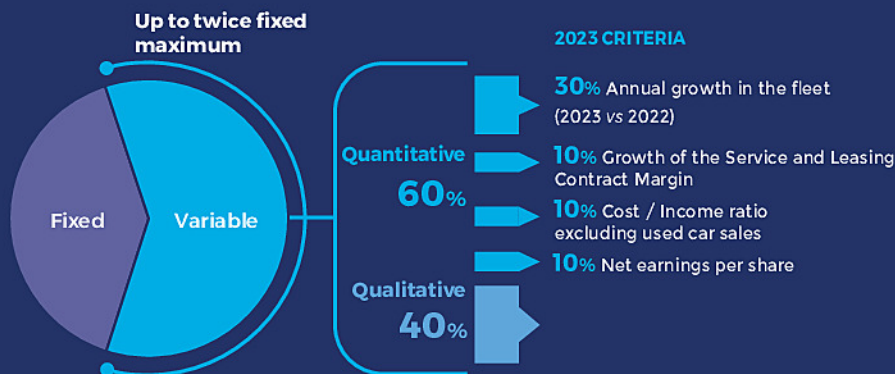 Up to twice fixed
maximum
Fixed
Variable
Quantitative
60%
Qualitative
40%
2023 CRITERIA
30% Annual growth in the fleet
(2023 vs 2022)
10% Growth of the Service and Leasing
Contract Margin
10% Cost / Income ratio
excluding used car sales
10% Net earnings per share